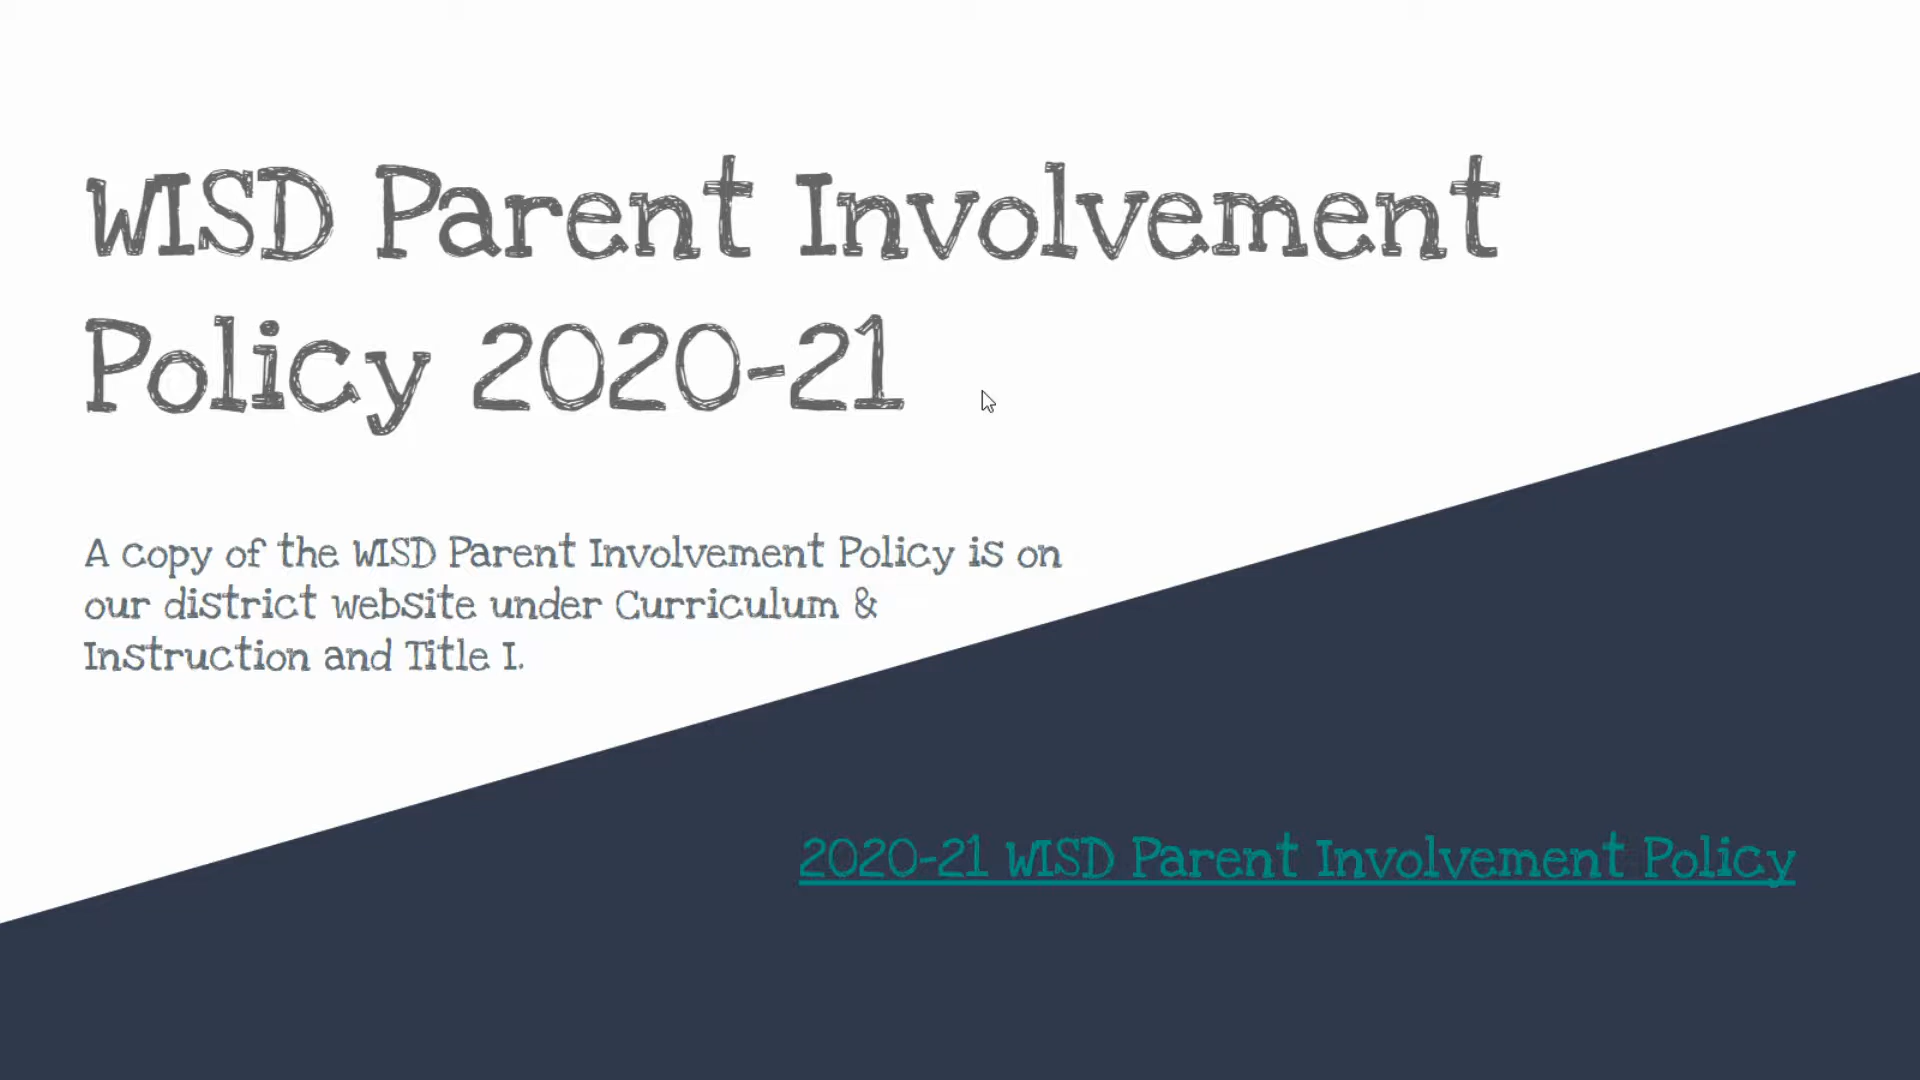 WISD Parent Involvement
Policy 2020-21
A copy of the WISD Parent Involvement Policy is on
our district website under Curriculum &
Instruction and Title I.
2020-21 WISD Parent Involvement Policy